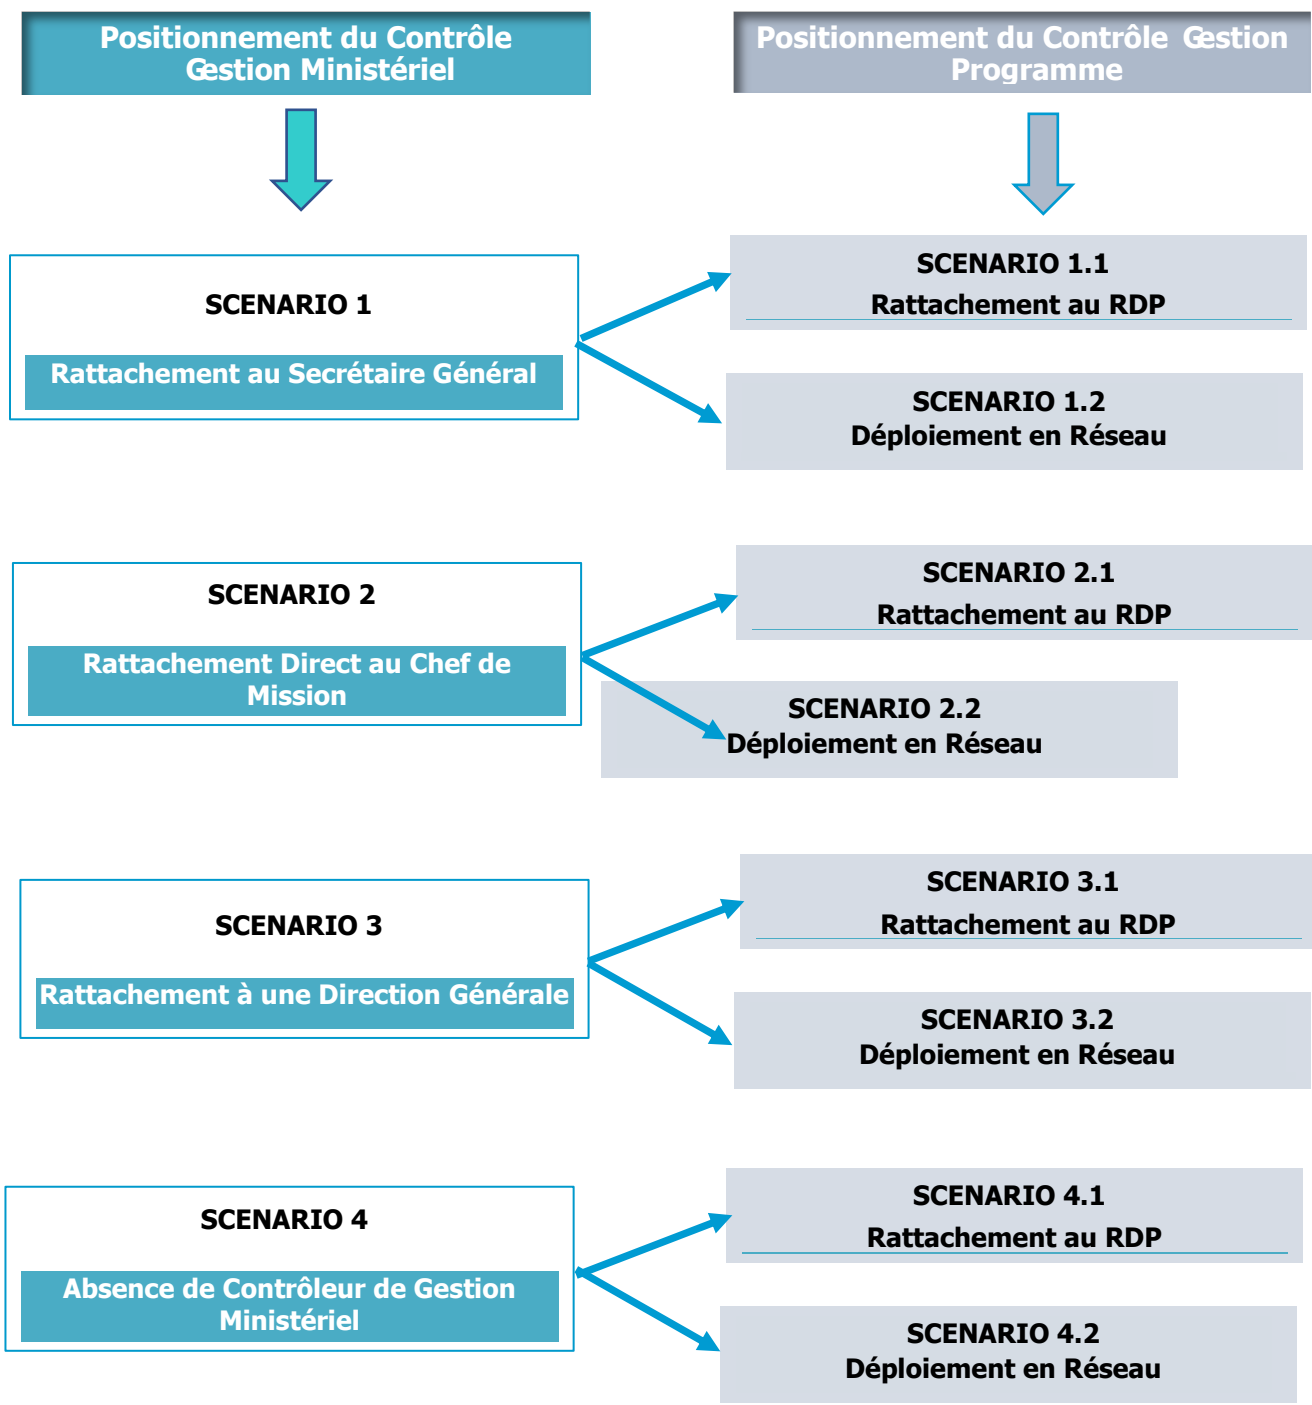 Positionnement du Contrôle
Gestion Ministériel
Positionnement du Contrôle Gestion
Programme
SCENARIO 1
Rattachement au Secrétaire Général
SCENARIO 1.1
Rattachement au RDP
SCENARIO 1.2
Déploiement en Réseau
SCENARIO 2
Rattachement Direct au Chef de
Mission
SCENARIO 2.1
Rattachement au RDP
SCENARIO 2.2
Déploiement en Réseau
SCENARIO 3
Rattachement à une Direction Générale
SCENARIO 3.1
Rattachement au RDP
SCENARIO 3.2
Déploiement en Réseau
SCENARIO 4
Absence de Contrôleur de Gestion
Ministériel
SCENARIO 4.1
Rattachement au RDP
SCENARIO 4.2
Déploiement en Réseau